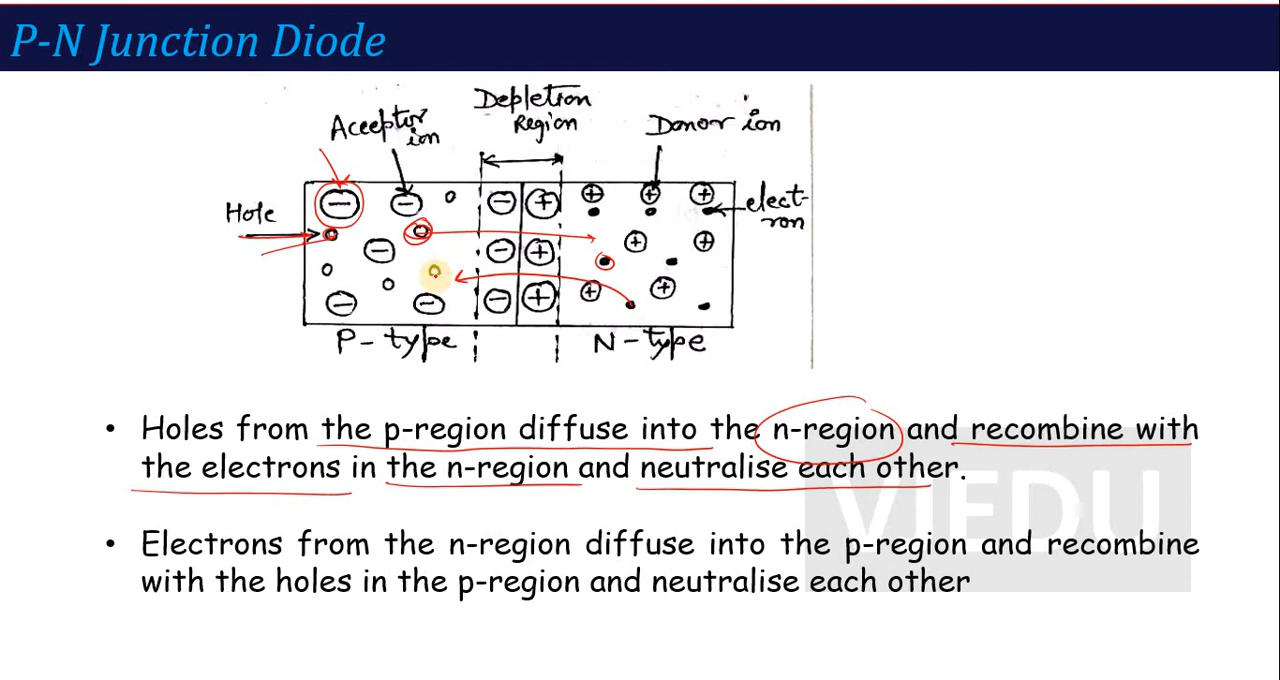 P-N Junction Diode
Depletion
Region
Acceptor
ion
Donor ion
Hole
elect-
ron
P-type
N-type
• Holes from the p-region diffuse into the n-region and recombine with
the electrons in the n-region and neutralise each other.
• Electrons from the n-region diffuse into the p-region and recombine
with the holes in the p-region and neutralise each other
VIEDU